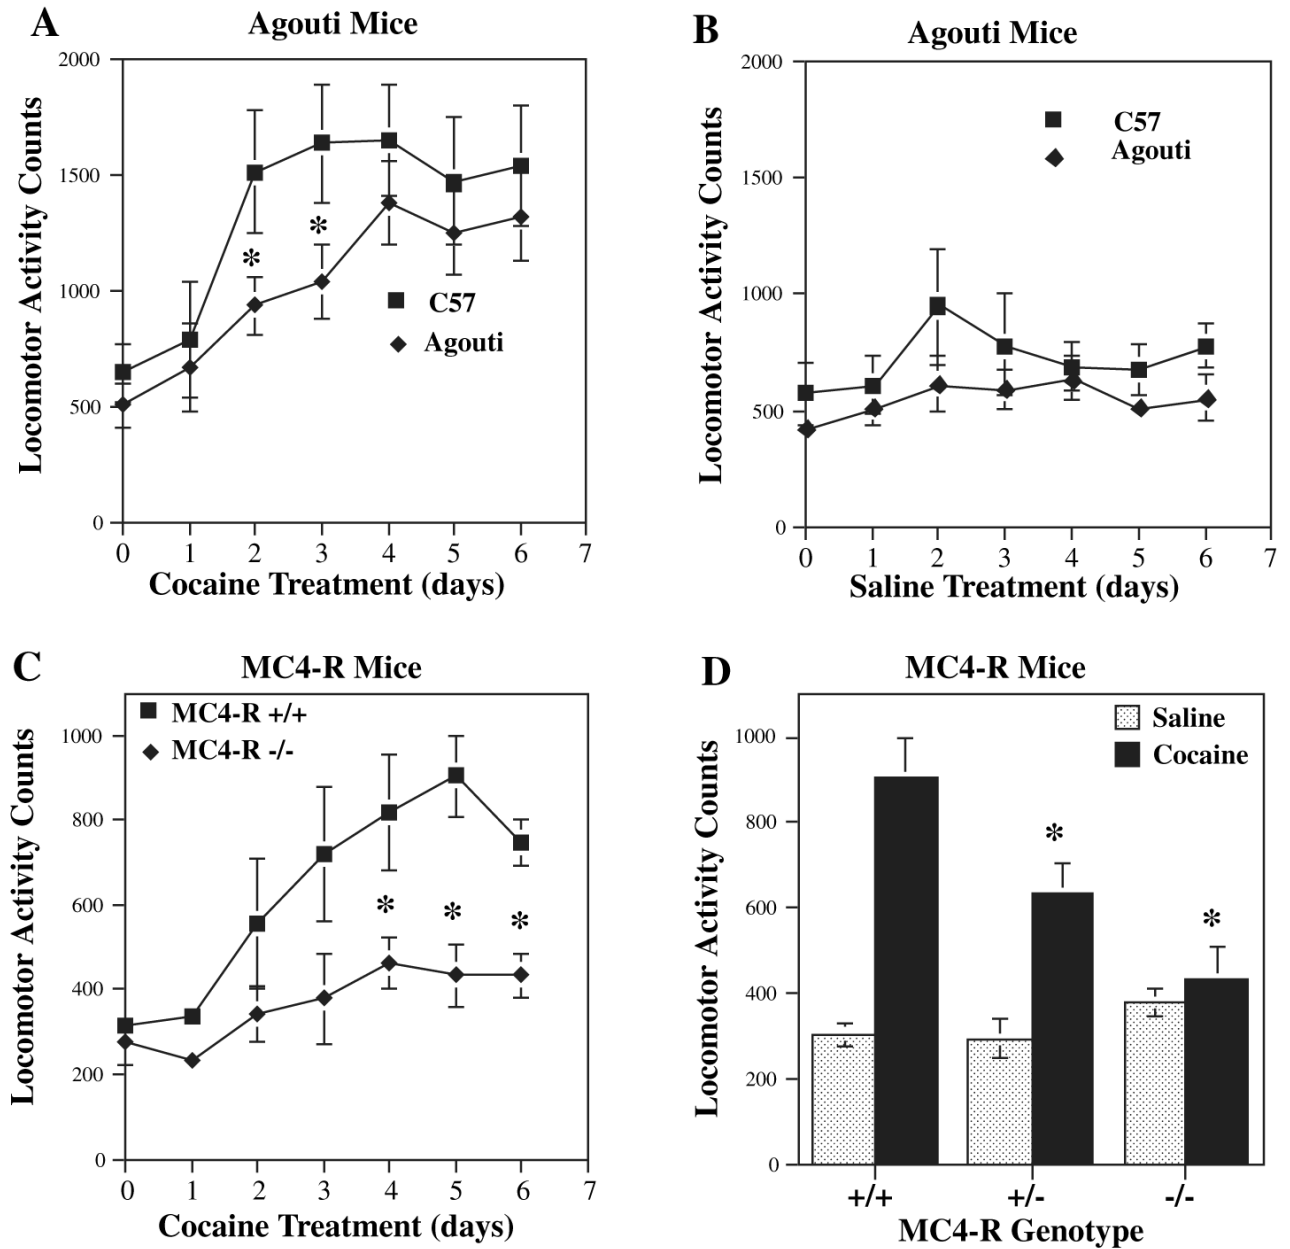 A
Agouti Mice
Locomotor Activity Counts
2000
1500
1000
500
0
*
*
C57
Agouti
0 1 2 3 4 5 6 7
Cocaine Treatment (days)
B
Agouti Mice
Locomotor Activity Counts
2000
1500
1000
500
0
C57
Agouti
0 1 2 3 4 5 6 7
Saline Treatment (days)
C
MC4-R Mice
Locomotor Activity Counts
MC4-R +/+
MC4-R -/-
1000
800
600
400
200
0
* * *
0 1 2 3 4 5 6 7
Cocaine Treatment (days)
D
MC4-R Mice
Locomotor Activity Counts
Saline
Cocaine
1000
800
600
400
200
0
*
*
+/+ +/- -/-
MC4-R Genotype